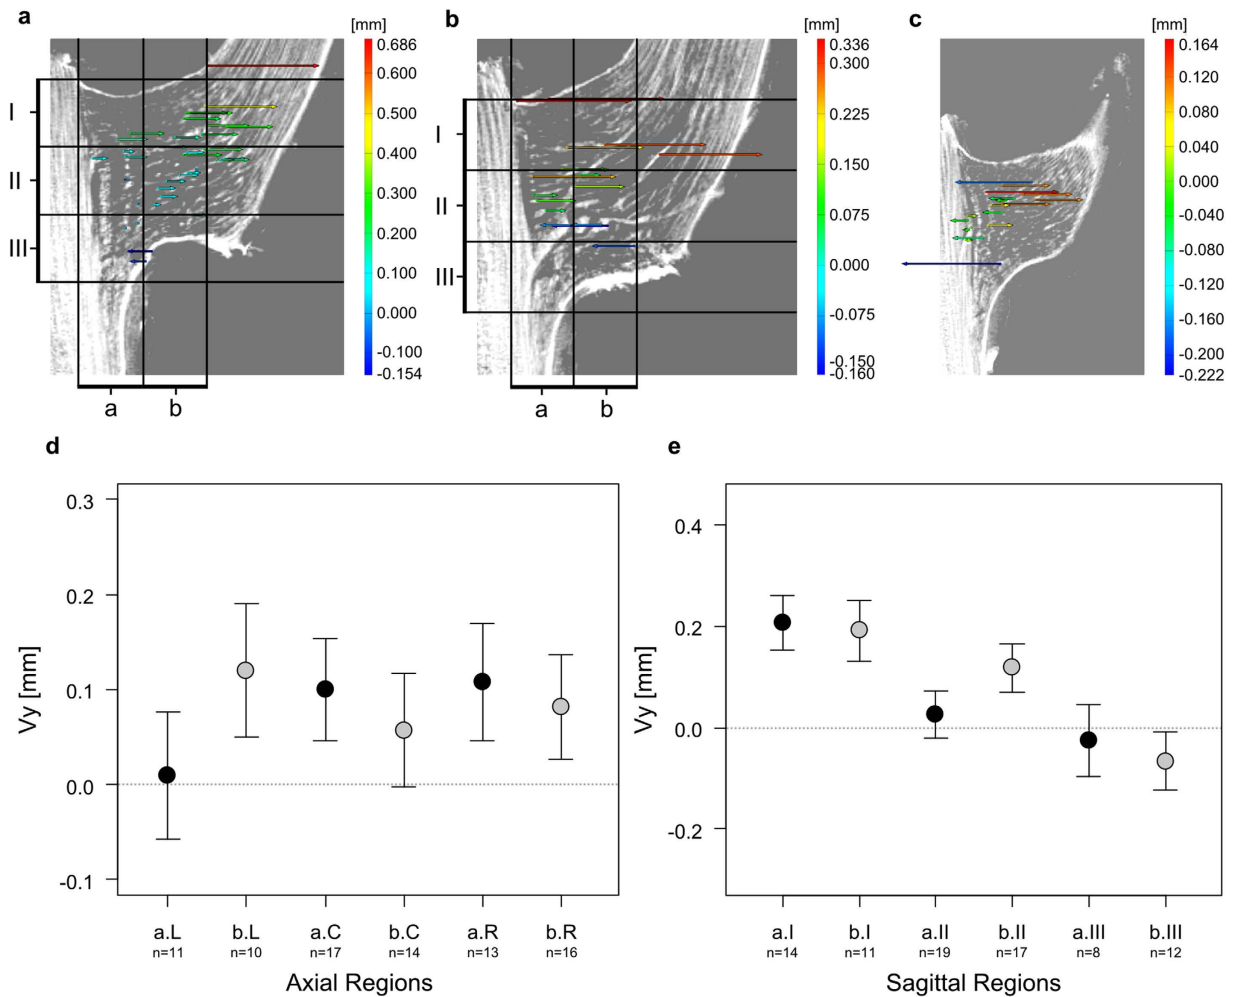 a
[mm]
0.686
0.600
0.500
0.400
0.300
0.200
0.100
0.000
-0.100
-0.154
I
II
III
a
b
b
[mm]
0.336
0.300
0.225
0.150
0.075
0.000
-0.075
-0.150
-0.160
I
II
III
a
b
c
[mm]
0.164
0.120
0.080
0.040
0.000
-0.040
-0.080
-0.120
-0.160
-0.200
-0.222
d
Vy [mm]
0.3
0.2
0.1
0.0
-0.1
a.L b.L a.C b.C a.R b.R
n=11 n=10 n=17 n=14 n=13 n=16
Axial Regions
e
Vy [mm]
0.4
0.2
0.0
-0.2
a.I b.I a.II b.II a.III b.III
n=14 n=11 n=19 n=17 n=8 n=12
Sagittal Regions